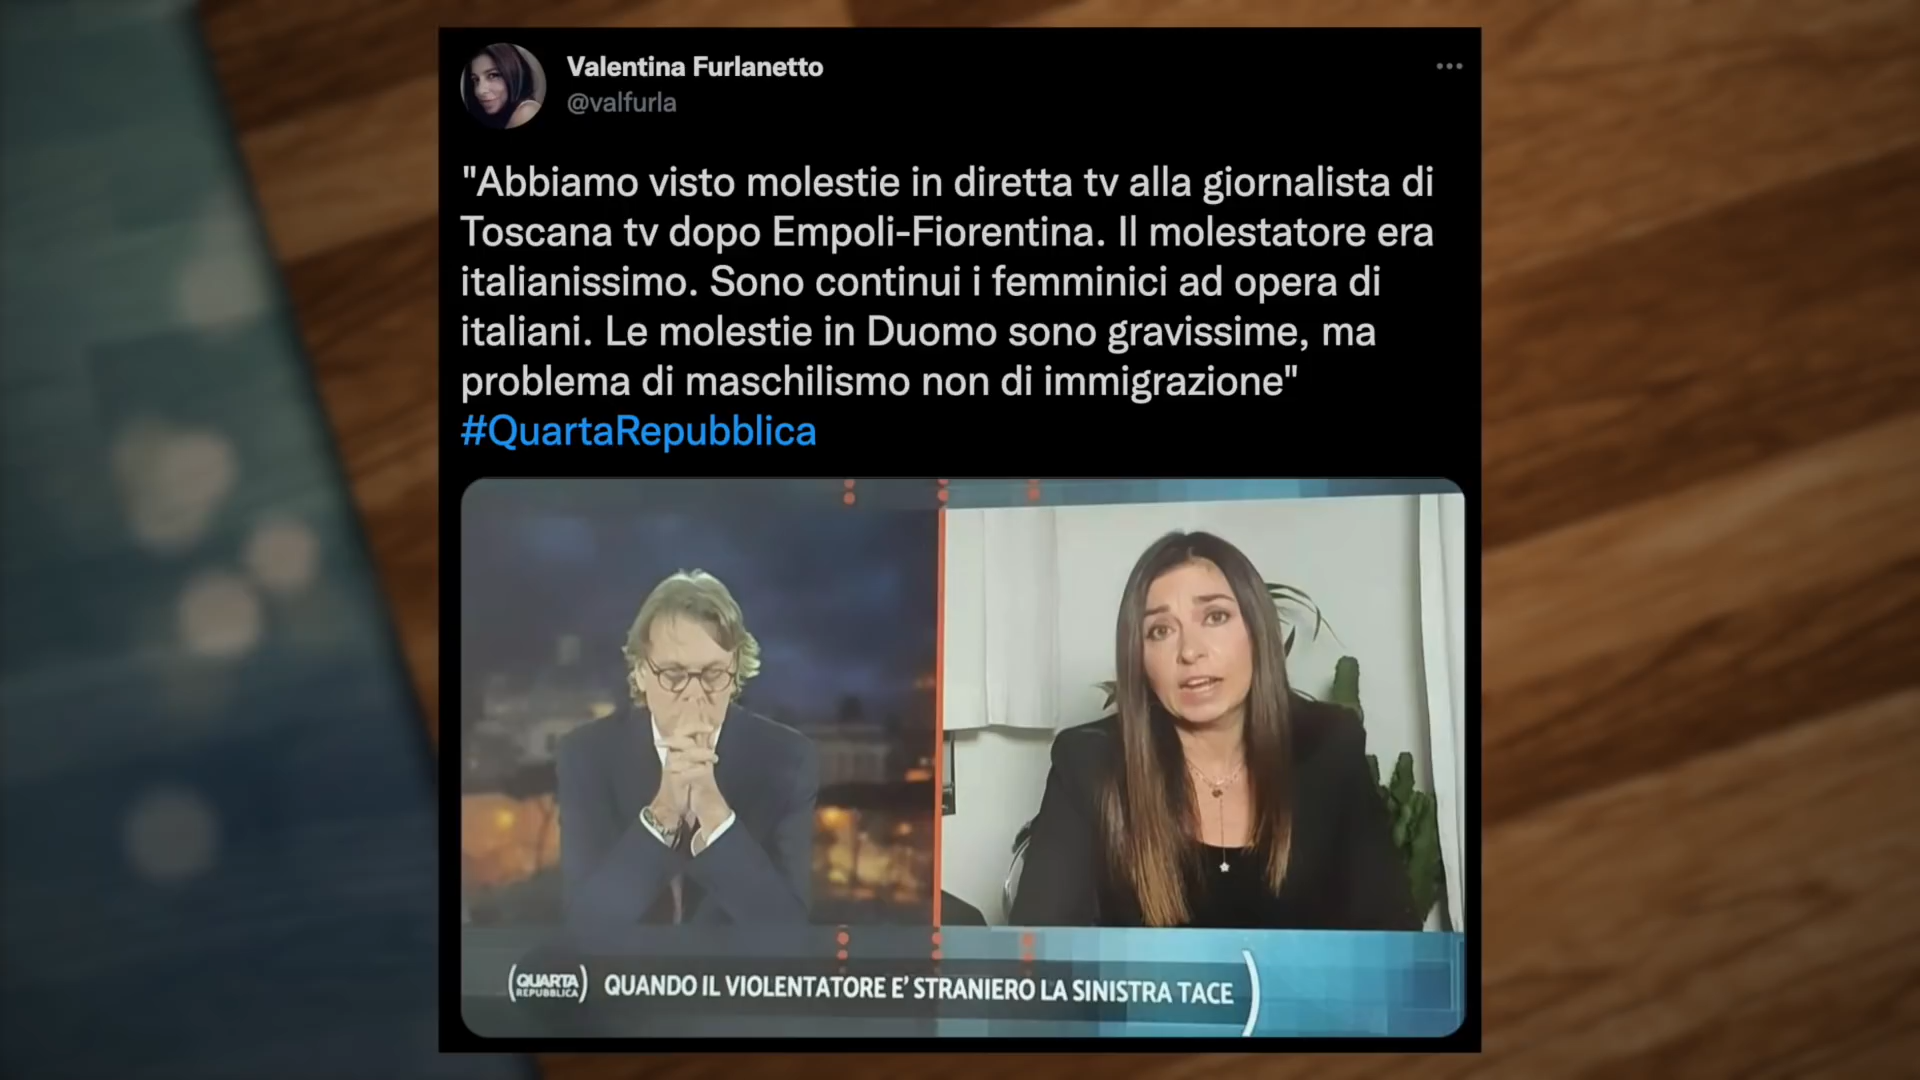 Valentina Furlanetto
@valfurla
"Abbiamo visto molestie in diretta tv alla giornalista di
Toscana tv dopo Empoli-Fiorentina. Il molestatore era
italianissimo. Sono continui i femminici ad opera di
italiani. Le molestie in Duomo sono gravissime, ma
problema di maschilismo non di immigrazione"
#QuartaRepubblica
(QUARTA REPUBBLICA) QUANDO IL VIOLENTATORE E' STRANIERO LA SINISTRA TACE